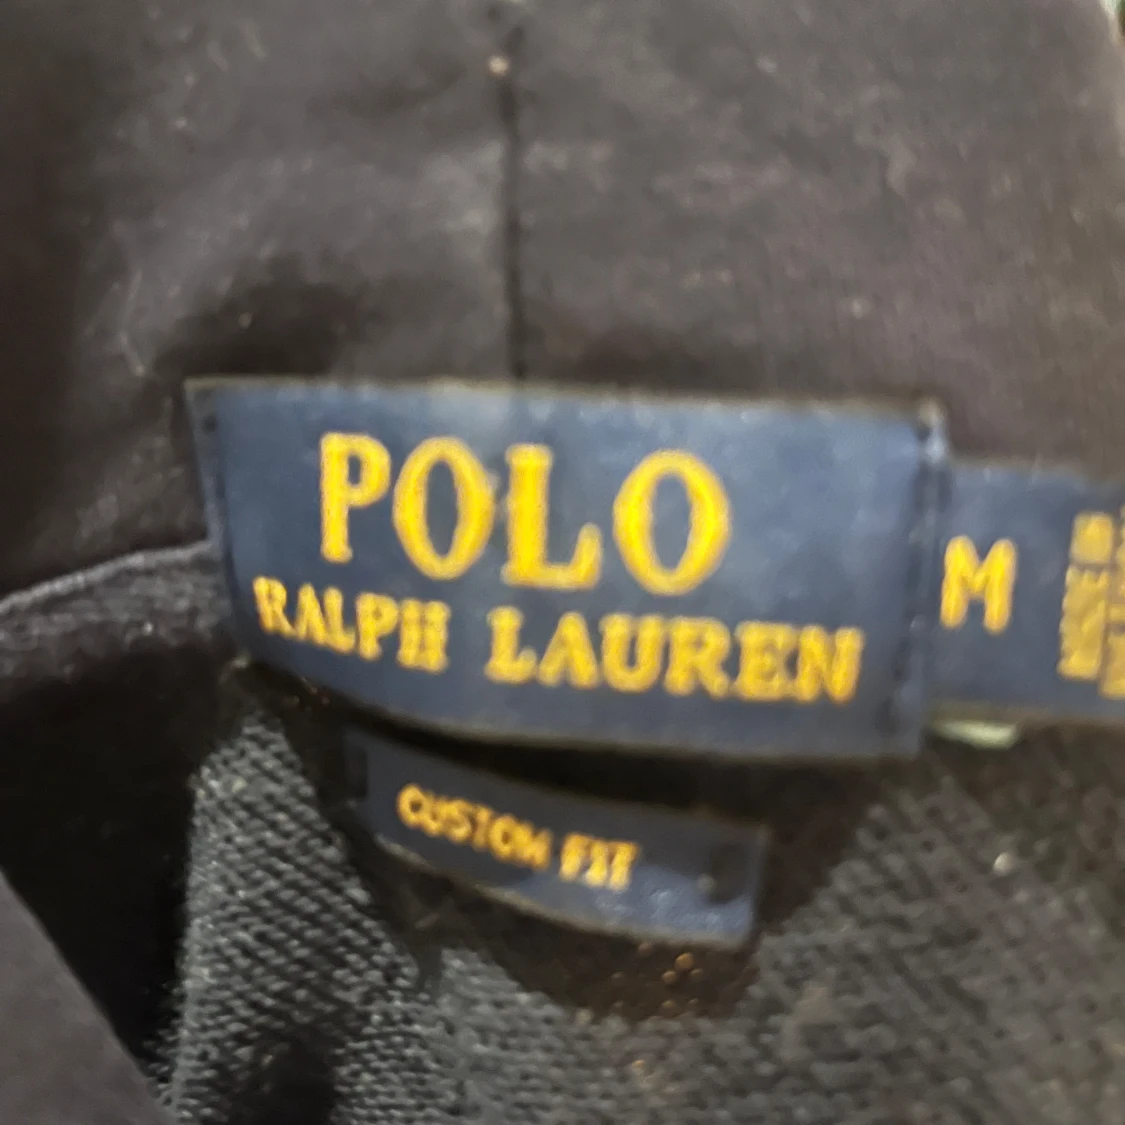 POLO
RALPH LAUREN
M
CUSTOM FIT